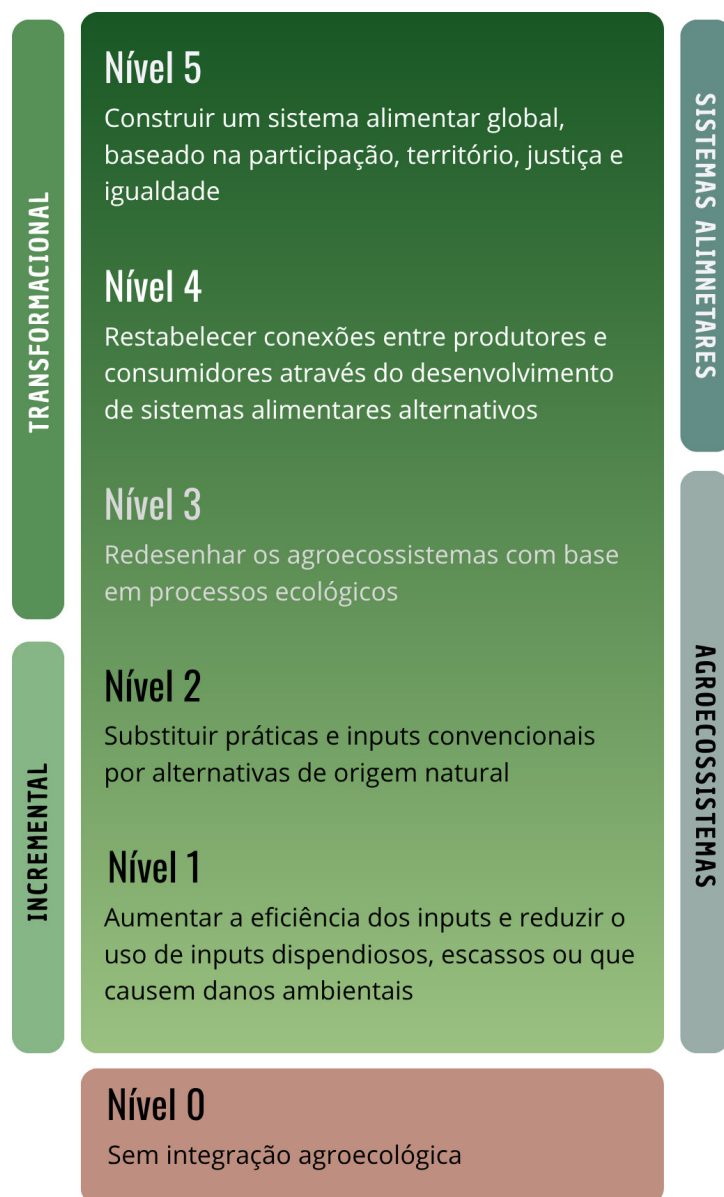 TRANSFORMACIONAL
INCREMENTAL
Nível 5
Construir um sistema alimentar global,
baseado na participação, território, justiça e
igualdade
Nível 4
Restabelecer conexões entre produtores e
consumidores através do desenvolvimento
de sistemas alimentares alternativos
Nível 3
Redesenhar os agroecossistemas com base
em processos ecológicos
Nível 2
Substituir práticas e inputs convencionais
por alternativas de origem natural
Nível 1
Aumentar a eficiência dos inputs e reduzir o
uso de inputs dispendiosos, escassos ou que
causem danos ambientais
Nível 0
Sem integração agroecológica
SISTEMAS ALIMNETARES
AGROECOSSISTEMAS